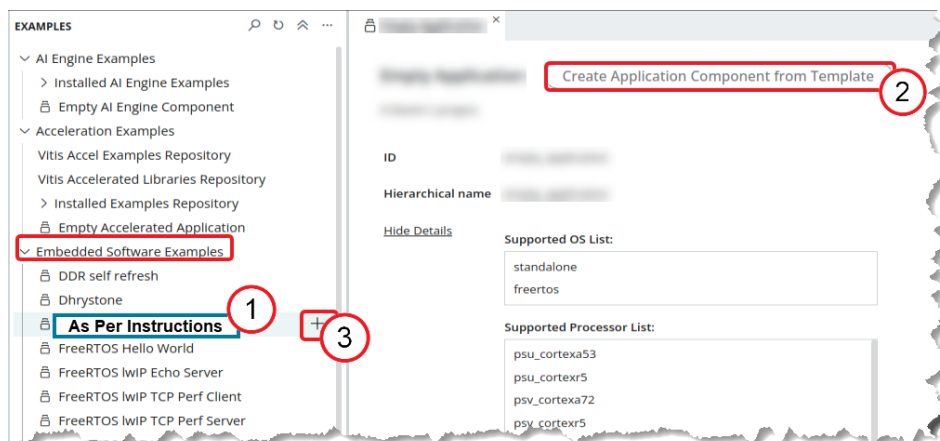 EXAMPLES
AI Engine Examples
Installed AI Engine Examples
Empty AI Engine Component
Acceleration Examples
Vitis Accel Examples Repository
Vitis Accelerated Libraries Repository
Installed Examples Repository
Empty Accelerated Application
Embedded Software Examples
DDR self refresh
Dhrystone
As Per Instructions
1
3
FreeRTOS Hello World
FreeRTOS lwIP Echo Server
FreeRTOS lwIP TCP Perf Client
FreeRTOS lwIP TCP Perf Server
Create Application Component from Template
2
ID
Hierarchical name
Hide Details
Supported OS List:
standalone
freertos
Supported Processor List:
psu_cortexa53
psu_cortexr5
psv_cortexa72
psv_cortexr5